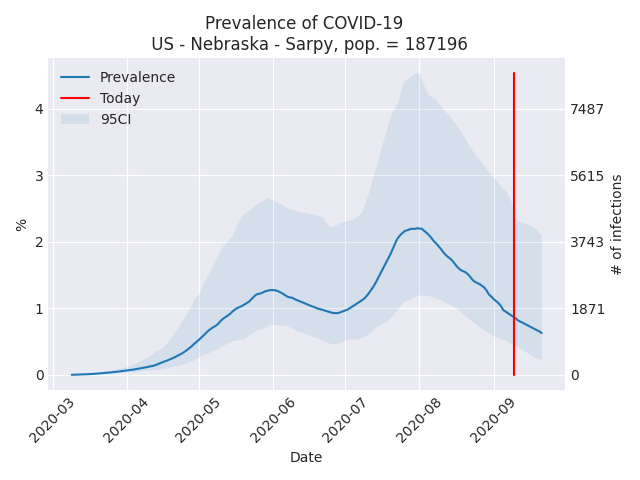 Prevalence of COVID-19
US - Nebraska - Sarpy, pop. = 187196
Prevalence
Today
95CI
%
4
3
2
1
0
7487
5615
3743
1871
0
# of infections
2020-03
2020-04
2020-05
2020-06
2020-07
2020-08
2020-09
Date